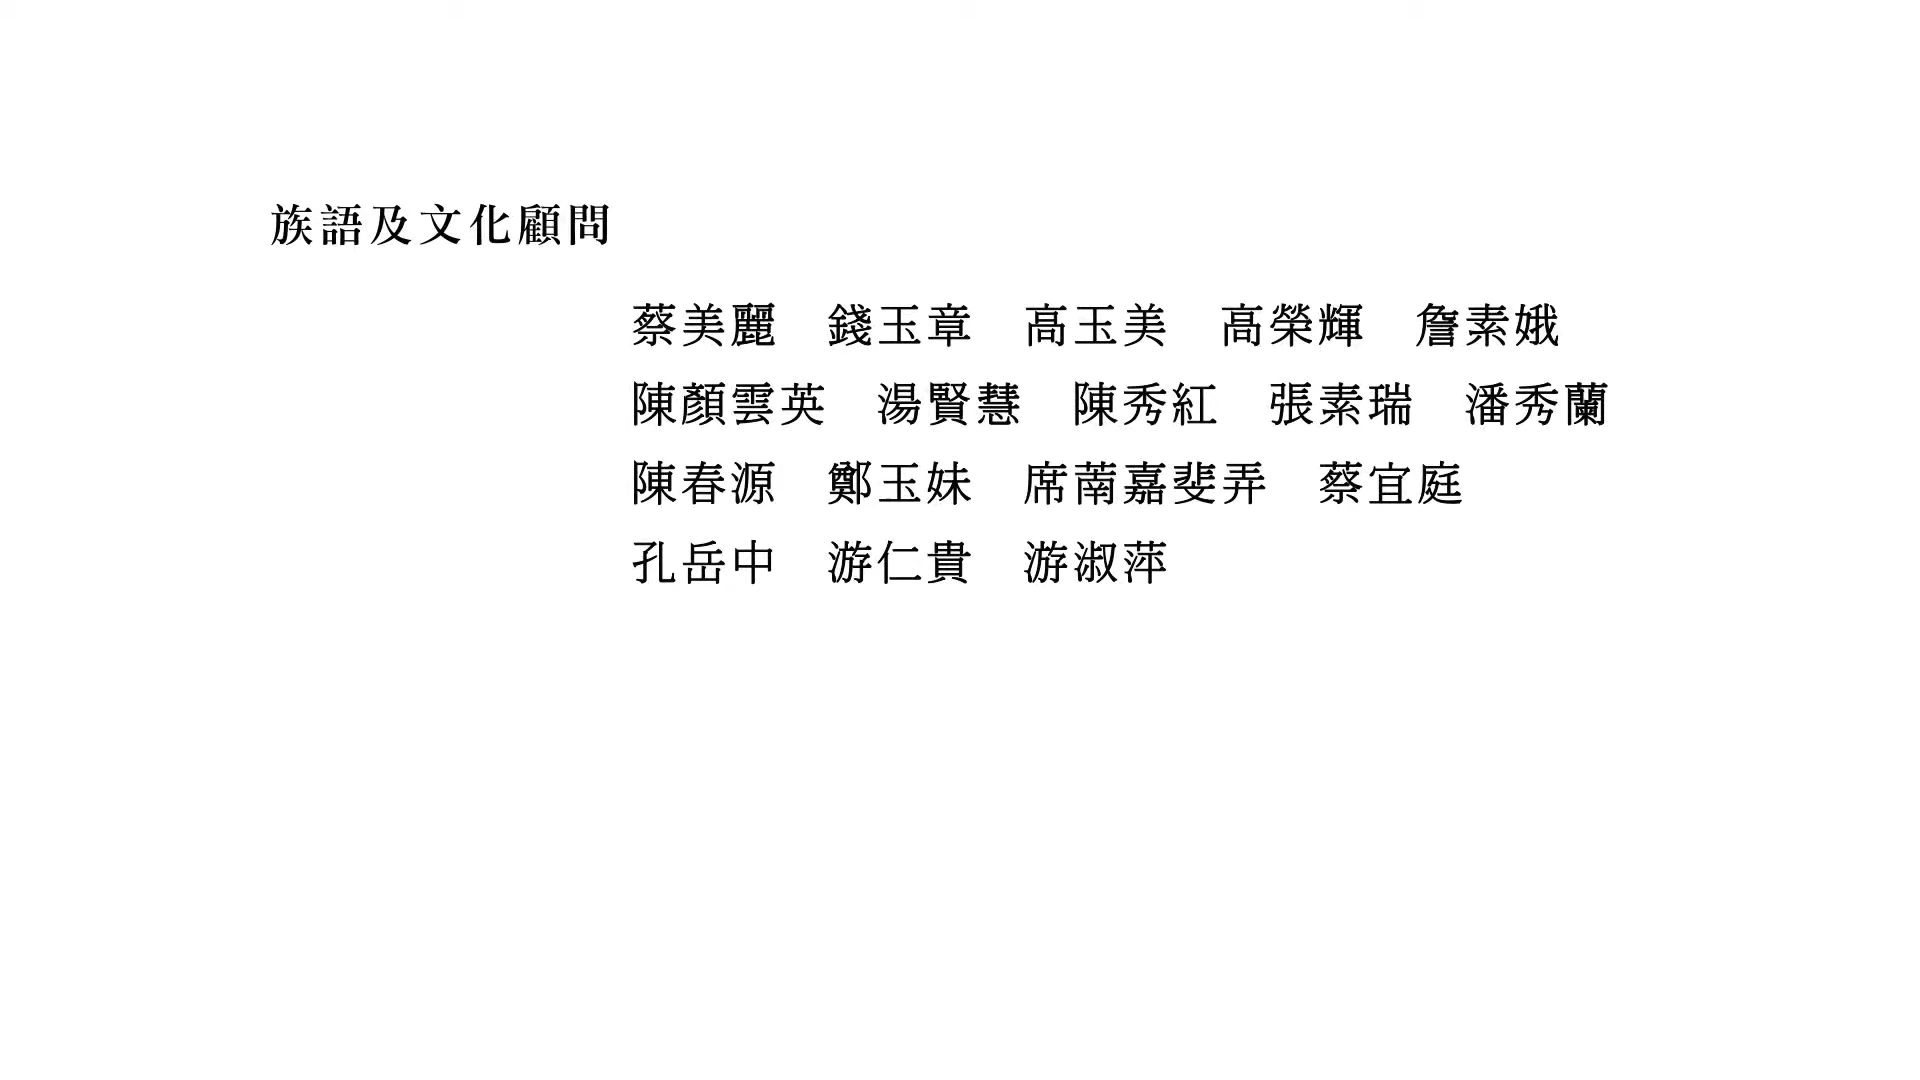 族語及文化顧問
蔡美麗　錢玉章　高玉美　高榮輝　詹素娥
陳顏雲英　湯賢慧　陳秀紅　張素瑞　潘秀蘭
陳春源　鄭玉妹　席萳嘉斐弄　蔡宜庭
孔岳中　游仁貴　游淑萍